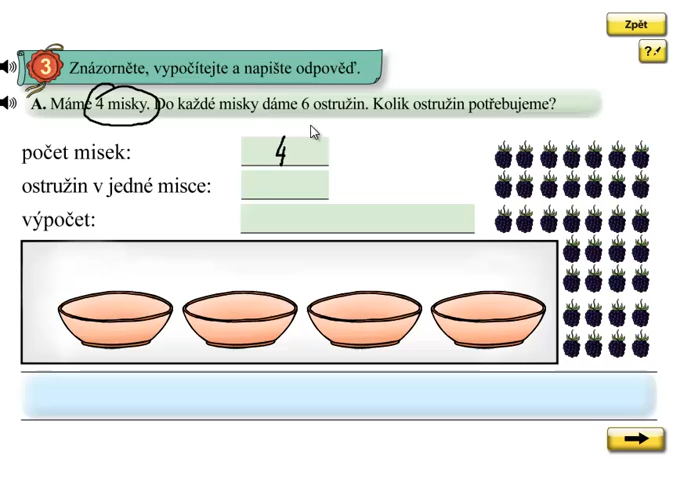 Zpět
?
3 Znázorněte, vypočítejte a napište odpověď.
A. Máme 4 misky. Do každé misky dáme 6 ostružin. Kolik ostružin potřebujeme?
počet misek: 4
ostružin v jedné misce:
výpočet: